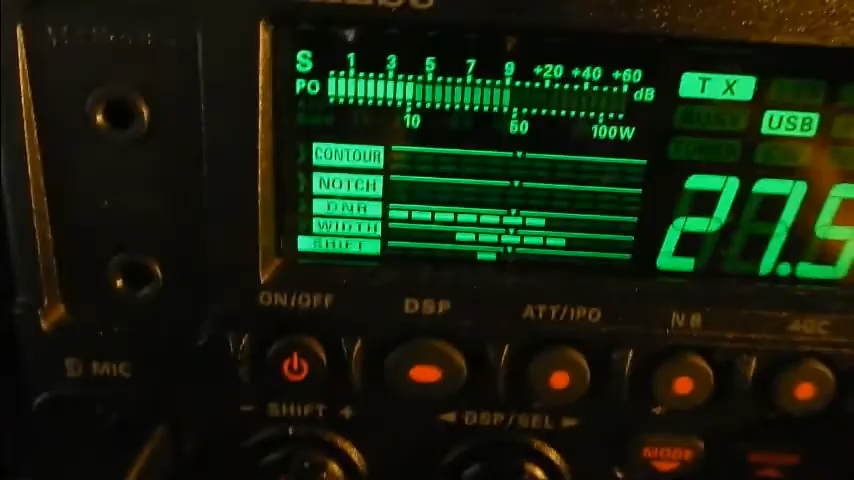 S 1 3 5 7 9 +20 +40 +60 dB
PO
10 50 100W
TX
USB
CONTOUR
NOTCH
DNR
WIDTH
SHIFT
27.5
ON/OFF DSP ATT/IPO NB AGC
MIC
− SHIFT + ◀ DSP/SEL ▶
MODE